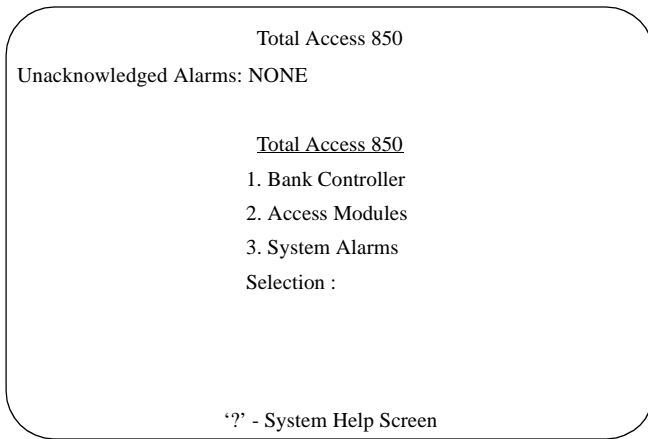 Total Access 850
Unacknowledged Alarms: NONE
Total Access 850
1. Bank Controller
2. Access Modules
3. System Alarms
Selection :
‘?’ - System Help Screen